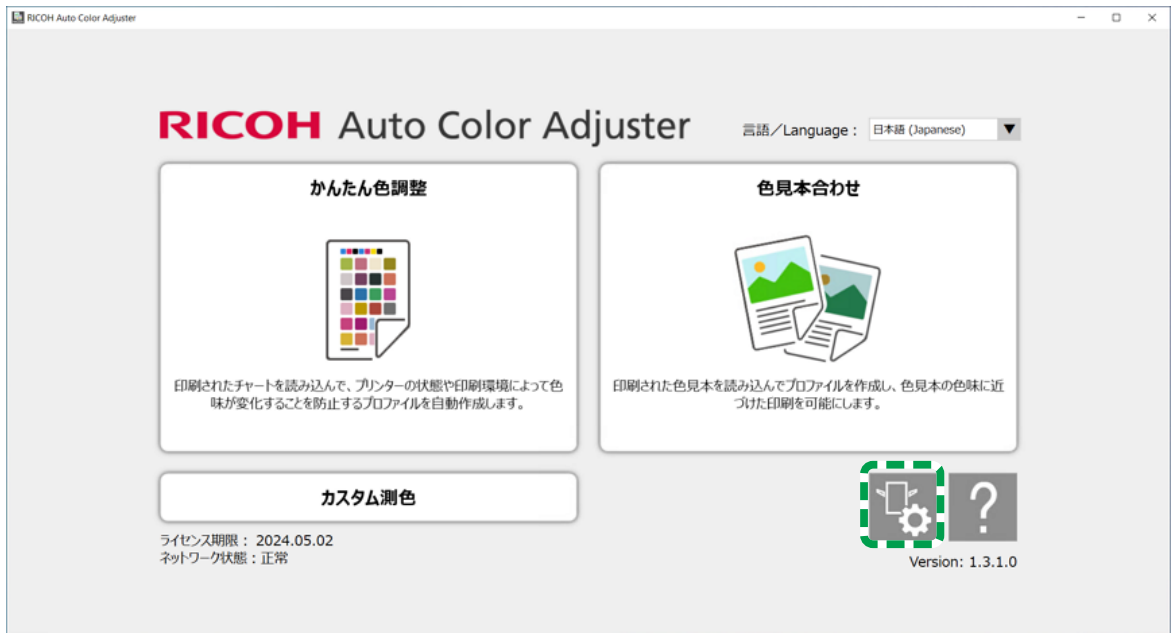 RICOH Auto Color Adjuster
RICOH Auto Color Adjuster
言語／Language : 日本語 (Japanese)
かんたん色調整
印刷されたチャートを読み込んで、プリンターの状態や印刷環境によって色
味が変化することを防止するプロファイルを自動作成します。
色見本合わせ
印刷された色見本を読み込んでプロファイルを作成し、色見本の色味に近
づけた印刷を可能にします。
カスタム測色
ライセンス期限： 2024.05.02
ネットワーク状態：正常
?
Version: 1.3.1.0